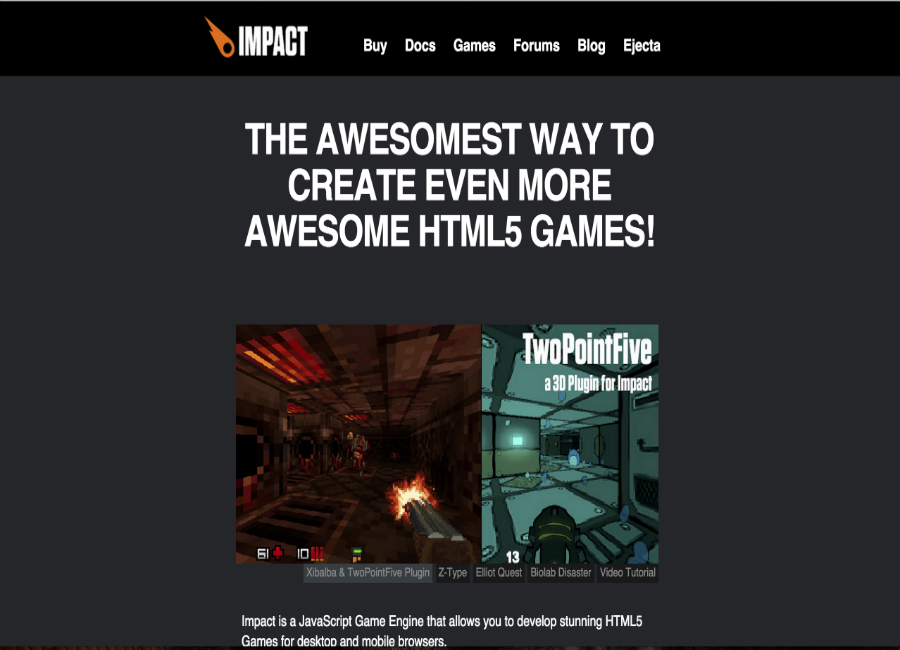 IMPACT
Buy Docs Games Forums Blog Ejecta
THE AWESOMEST WAY TO
CREATE EVEN MORE
AWESOME HTML5 GAMES!
TwoPointFive
a 3D Plugin for Impact
61 10
13
Xibalba & TwoPointFive Plugin Z-Type Elliot Quest Biolab Disaster Video Tutorial
Impact is a JavaScript Game Engine that allows you to develop stunning HTML5
Games for desktop and mobile browsers.